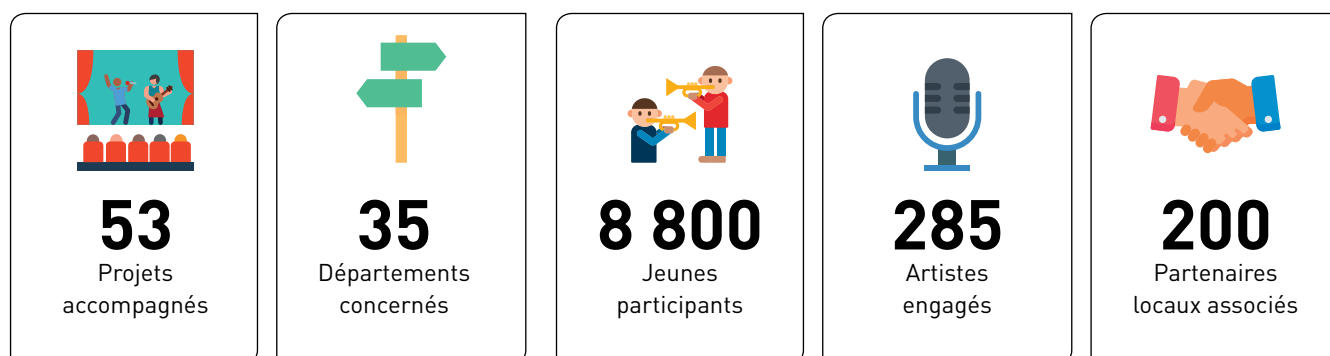 53
Projets
accompagnés
35
Départements
concernés
8 800
Jeunes
participants
285
Artistes
engagés
200
Partenaires
locaux associés